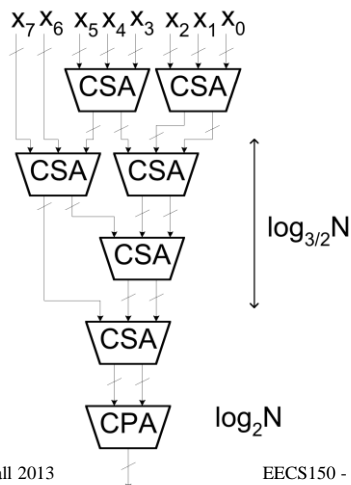 x₇ x₆ x₅ x₄ x₃ x₂ x₁ x₀
CSA CSA
CSA CSA
log₃/₂N
CSA
CSA
CPA log₂N
all 2013 EECS150 -